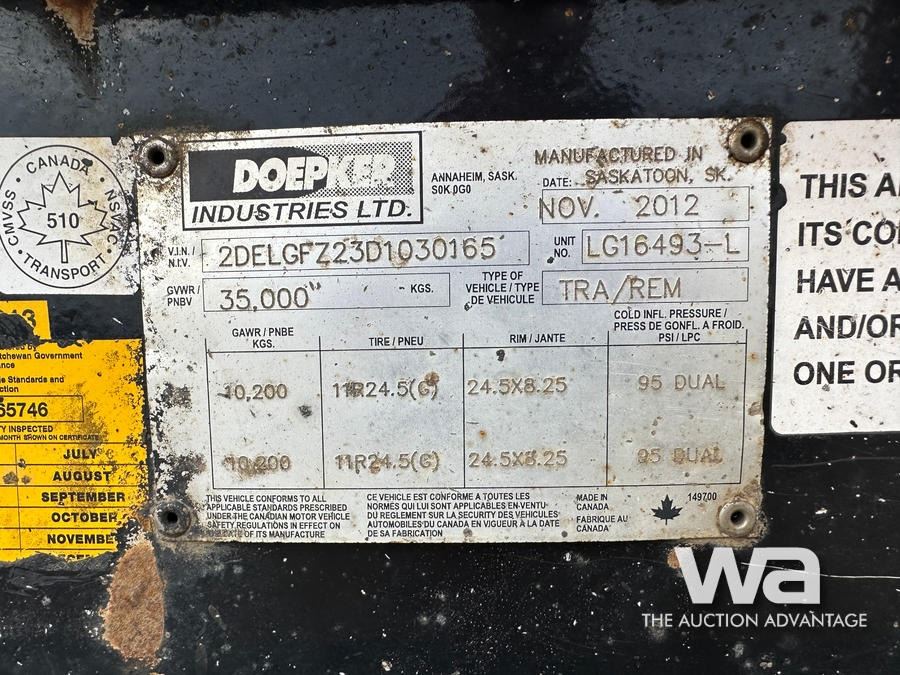 CANADA
CMVSS
NSVAC
510
TRANSPORT
DOEPKER
INDUSTRIES LTD.
ANNAHEIM, SASK.
S0K 0G0
MANUFACTURED IN
DATE: SASKATOON, SK.
NOV. 2012
V.I.N./
N.I.V.
2DELGFZ23D1030165
UNIT
NO.
LG16493-L
GVWR/
PNBV
35,000"
KGS.
TYPE OF
VEHICLE / TYPE
DE VEHICULE
TRA/REM
GAWR / PNBE
KGS.
TIRE / PNEU
RIM / JANTE
COLD INFL. PRESSURE /
PRESS DE GONFL. A FROID.
PSI / LPC
10,200 11R24.5(G) 24.5X8.25 95 DUAL
10,200 11R24.5(G) 24.5X8.25 95 DUAL
THIS VEHICLE CONFORMS TO ALL
APPLICABLE STANDARDS PRESCRIBED
UNDER THE CANADIAN MOTOR VEHICLE
SAFETY REGULATIONS IN EFFECT ON
DATE OF ITS MANUFACTURE
CE VEHICULE EST CONFORME A TOUTES LES
NORMES QUI LUI SONT APPLICABLES EN-VENTU-
DU REGLEMENT SUR LA SECURITE DES VEHICULES
AUTOMOBILES DU CANADA EN VIGUEUR À LA DATE
DE SA FABRICATION
MADE IN
CANADA
FABRIQUE AU
CANADA
149700
tchewan Government
ance
e Standards and
ction
65746
TY INSPECTED
MONTH SHOWN ON CERTIFICATE
JULY
AUGUST
SEPTEMBER
OCTOBER
NOVEMBE
THIS A
ITS CO
HAVE A
AND/OR
ONE OR
wa
THE AUCTION ADVANTAGE